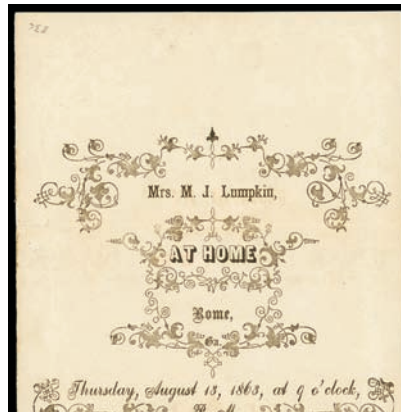 Mrs. M. J. Lumpkin,
AT HOME
Rome,
Ga.
Thursday, August 13, 1863, at 9 o'clock,